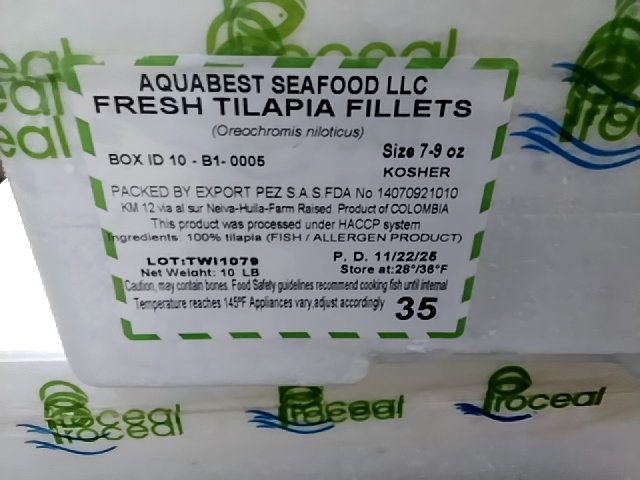 Proceal
AQUABEST SEAFOOD LLC
FRESH TILAPIA FILLETS
(Oreochromis niloticus)
BOX ID 10 - B1- 0005
Size 7-9 oz
KOSHER
PACKED BY EXPORT PEZ S.A.S.FDA No 14070921010
KM 12 via al sur Neiva-Huila-Farm Raised. Product of COLOMBIA
This product was processed under HACCP system
Ingredients: 100% tilapia (FISH / ALLERGEN PRODUCT)
LOT:TWI1079
P. D. 11/22/25
Net Weight: 10 LB
Store at:28°/36°F
Caution, may contain bones. Food Safety guidelines recommend cooking fish until internal
Temperature reaches 145ºF Appliances vary,adjust accordingly
35
Proceal
Proceal
Proceal